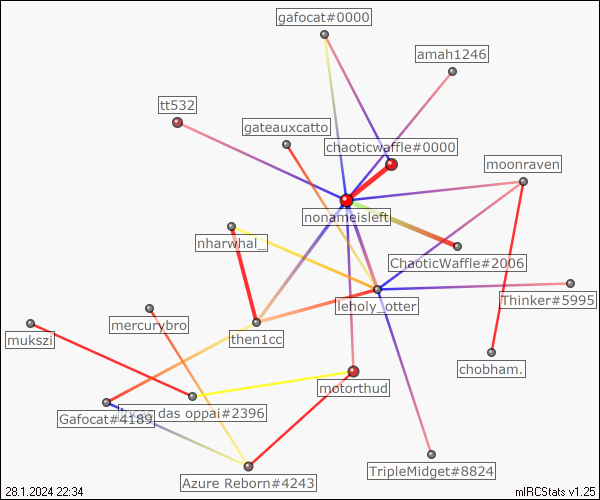 gafocat#0000
amah1246
tt532
gateauxcatto
chaoticwaffle#0000
moonraven
nonameisleft
nharwhal_
ChaoticWaffle#2006
leholy_otter
Thinker#5995
mercurybro
mukszi
then1cc
chobham.
motorthud
Gafocat#4189
das oppai#2396
TripleMidget#8824
Azure Reborn#4243
28.1.2024 22:34
mIRCStats v1.25